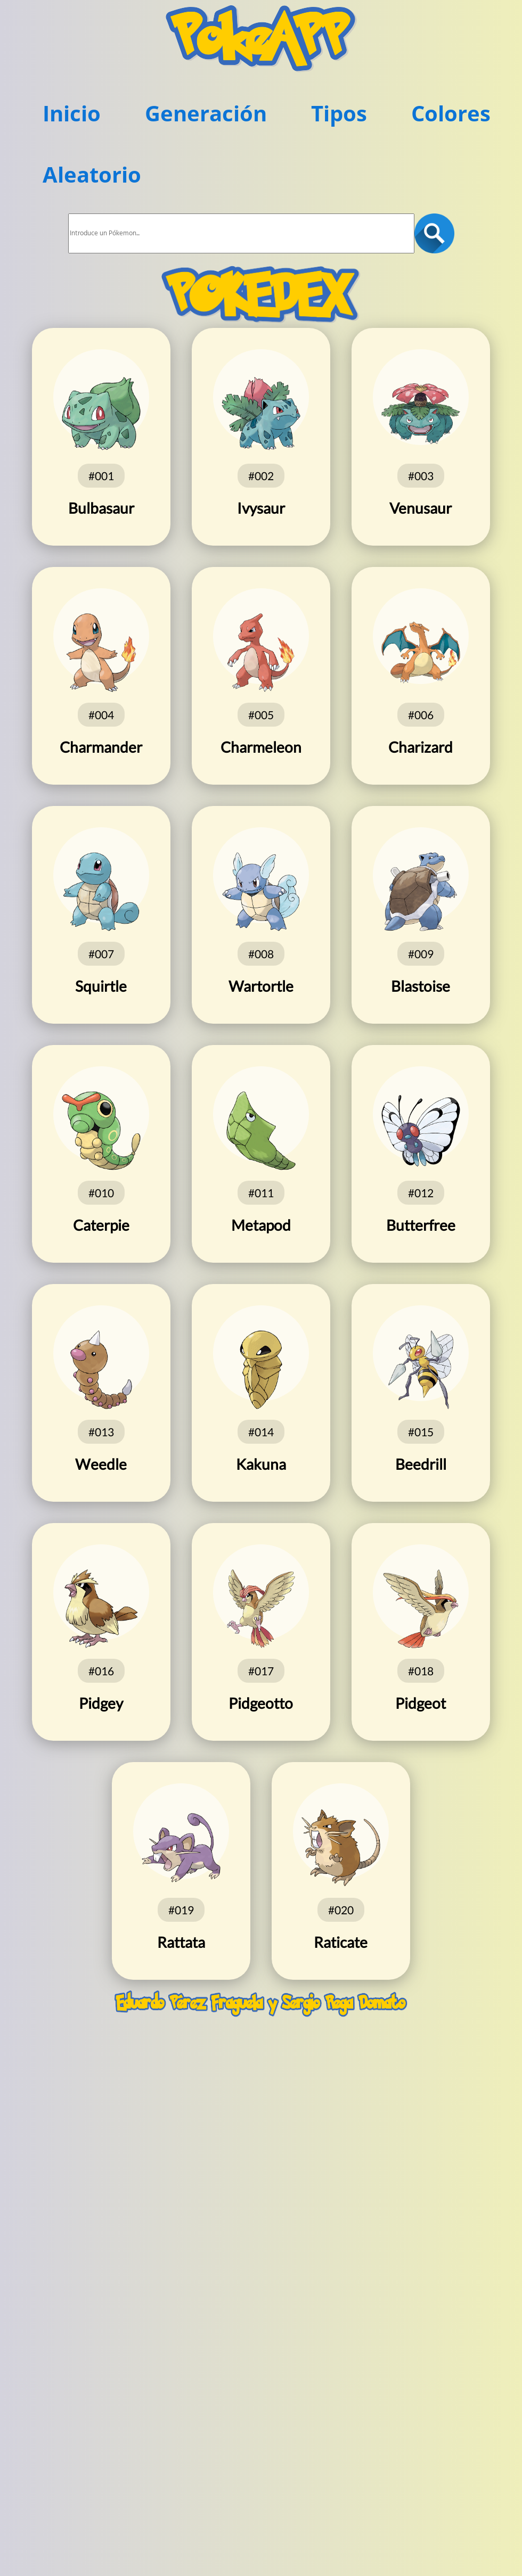 PokeAPP
Inicio Generación Tipos Colores
Aleatorio
Introduce un Pókemon...
POKEDEX
#001 #002 #003
Bulbasaur Ivysaur Venusaur
#004 #005 #006
Charmander Charmeleon Charizard
#007 #008 #009
Squirtle Wartortle Blastoise
#010 #011 #012
Caterpie Metapod Butterfree
#013 #014 #015
Weedle Kakuna Beedrill
#016 #017 #018
Pidgey Pidgeotto Pidgeot
#019 #020
Rattata Raticate
Eduardo Pérez Fraguela y Sergio Rega Domato